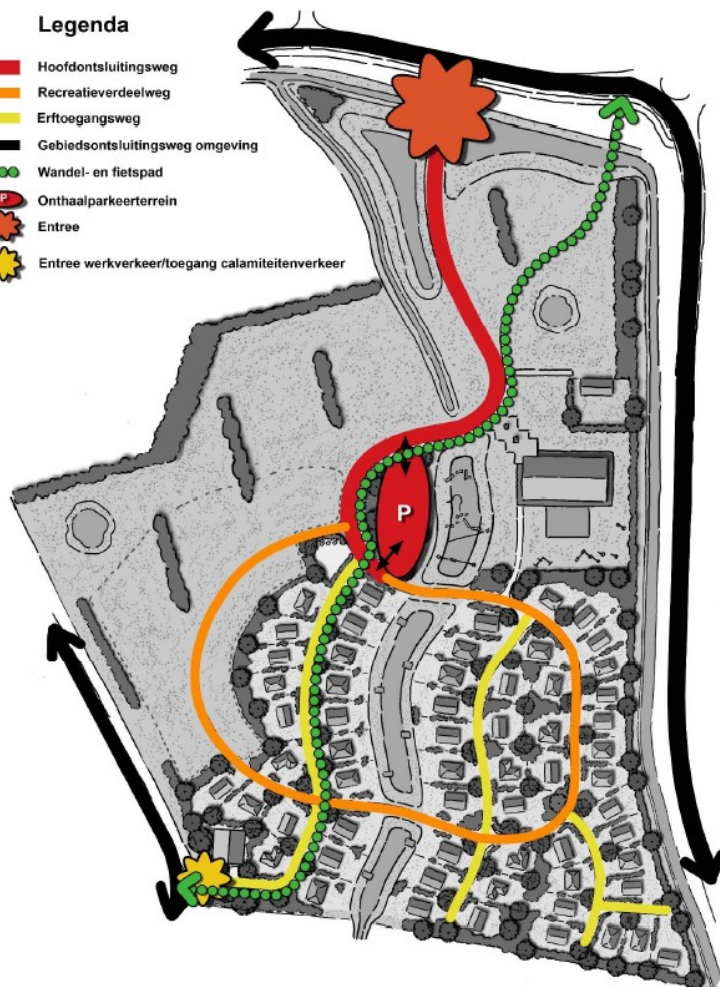 Legenda
Hoofdontsluitingsweg
Recreatieverdeelweg
Erftoegangsweg
Gebiedsontsluitingsweg omgeving
Wandel- en fietspad
P Onthaalparkeerterrein
Entree
Entree werkverkeer/toegang calamiteitenverkeer
P